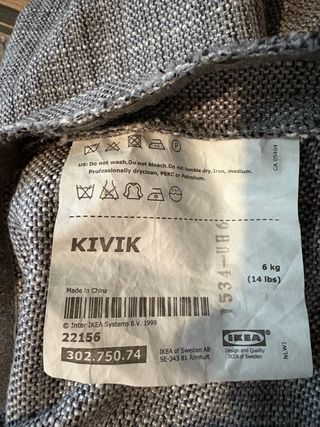 US: Do not wash.Do not bleach.Do not tumble dry.Iron, medium.
Professionally dryclean, PERC or Petrolium.
CA 05404
KIVIK
1534-UH6
6 kg
(14 lbs)
Made in China
© Inter IKEA Systems B.V. 1999
22156
302.750.74
IKEA of Sweden AB
SE-343 81 Älmhult
IKEA
Design and Quality
IKEA of Sweden
NLWJ